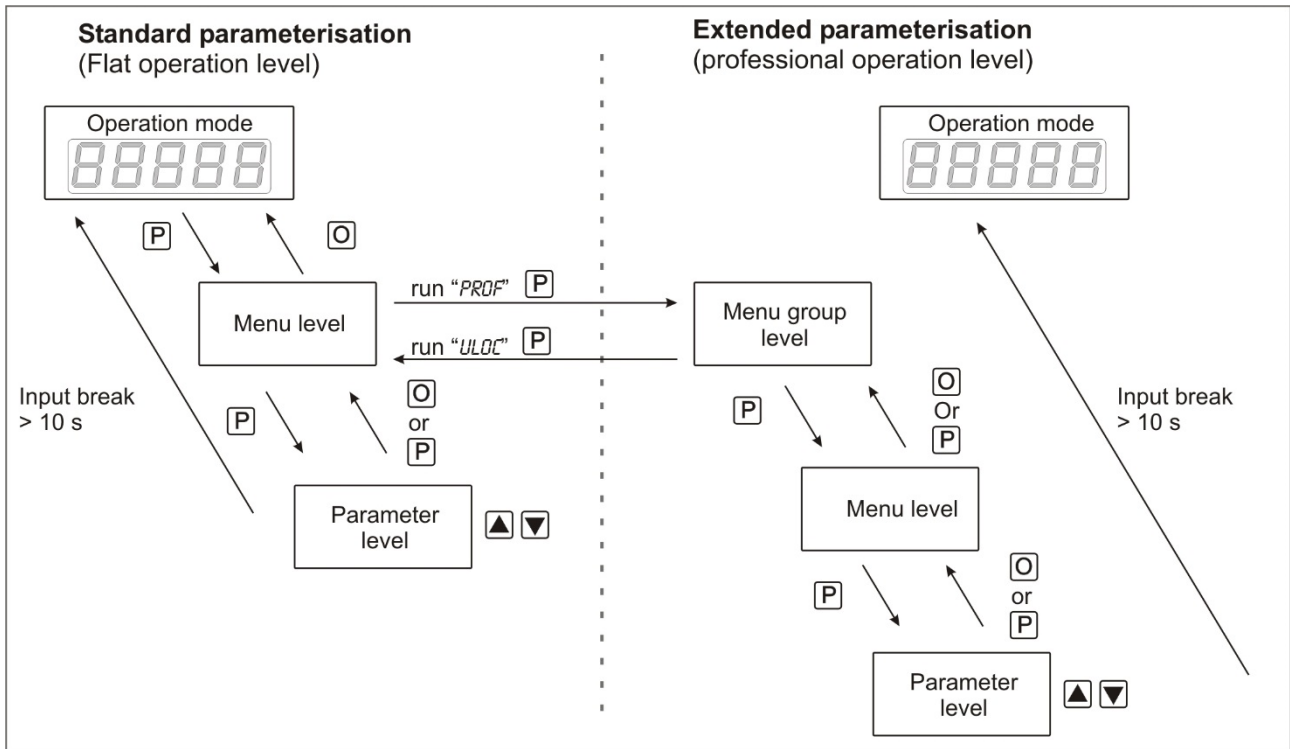 Standard parameterisation
(Flat operation level)
Operation mode
88888
P
O
Menu level
run “PROF” P
run “ULOC” P
Input break
> 10 s
P
O
or
P
Parameter
level
▲ ▼
Extended parameterisation
(professional operation level)
Operation mode
88888
Menu group
level
P
O
Or
P
Input break
> 10 s
Menu level
P
O
or
P
Parameter
level
▲ ▼